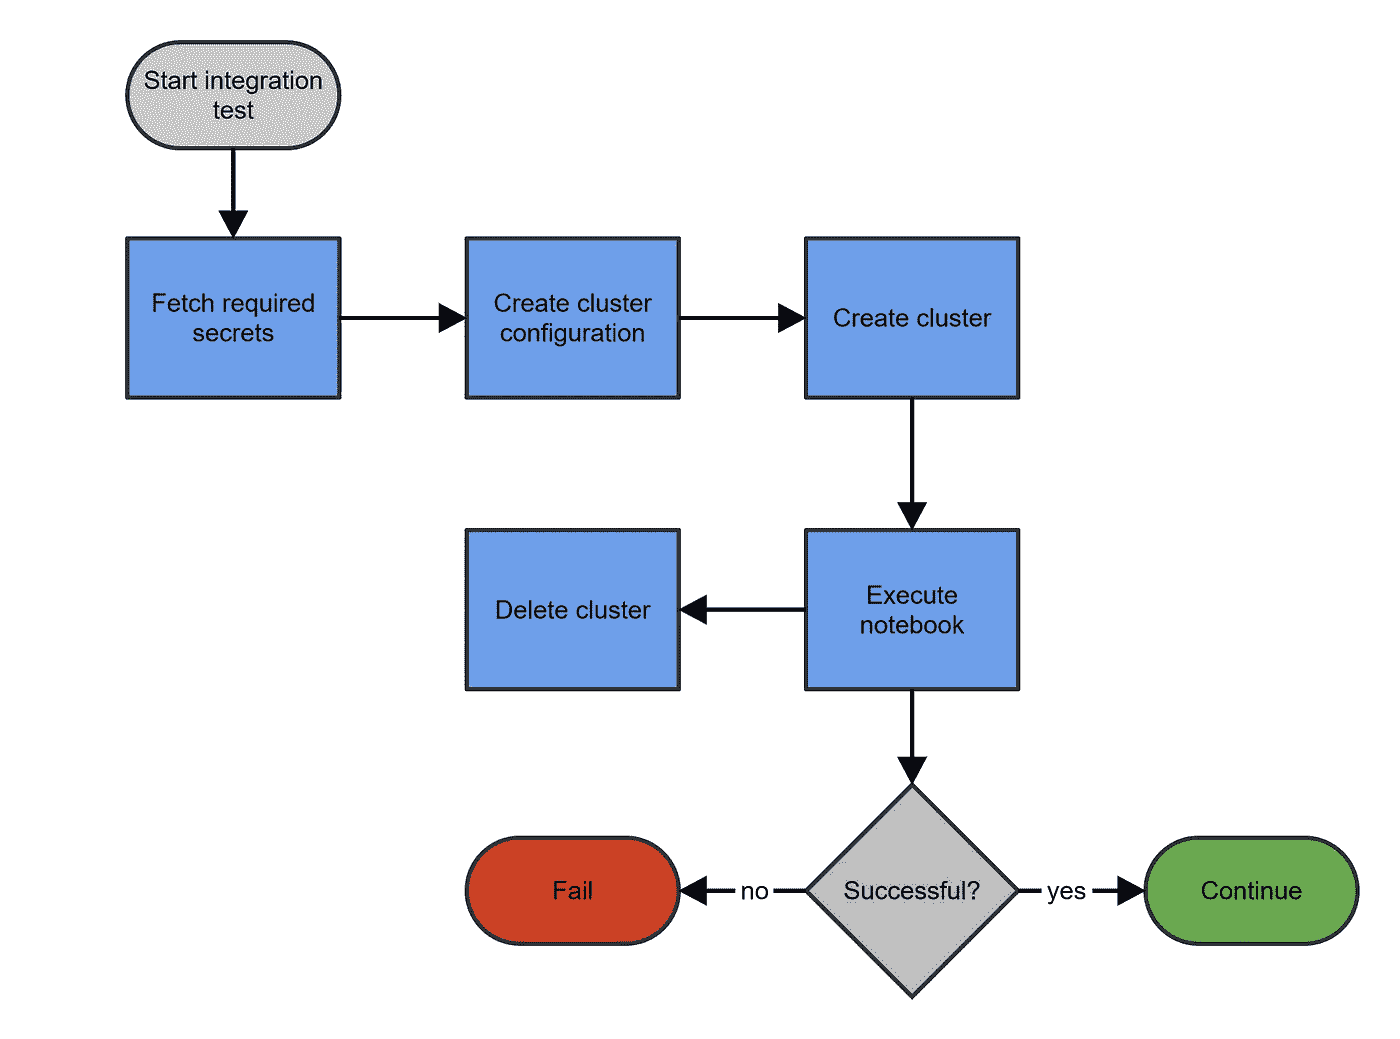 Start integration
test
Fetch required
secrets
Create cluster
configuration
Create cluster
Delete cluster
Execute
notebook
Fail
no
Successful?
yes
Continue